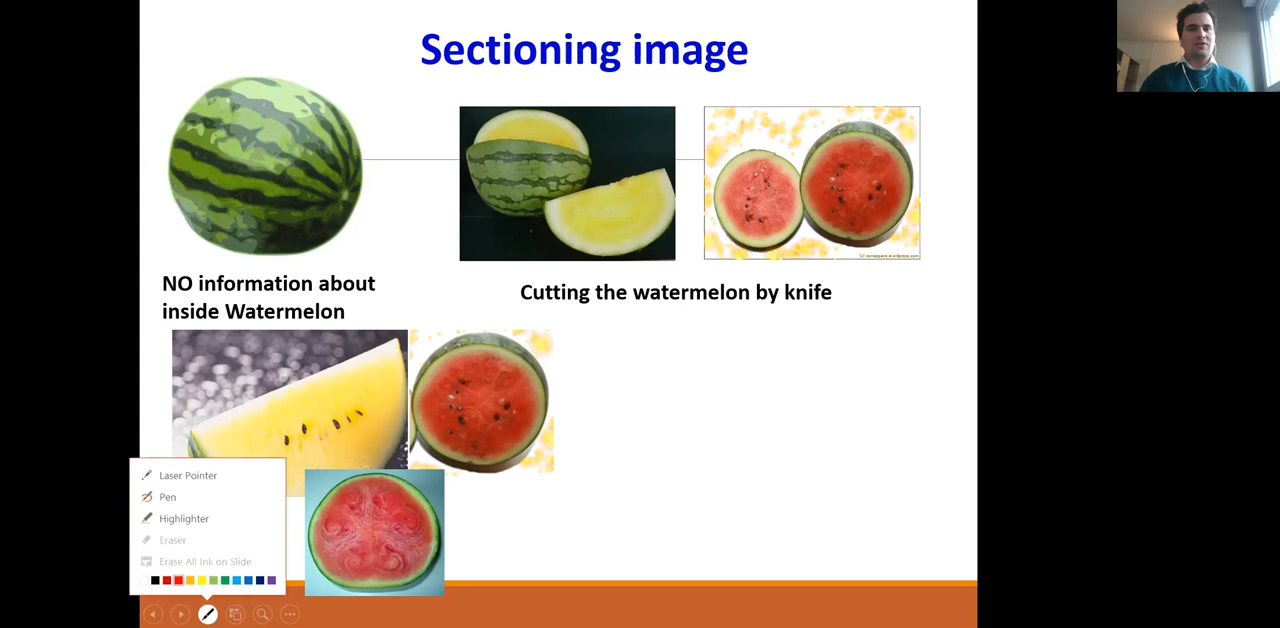 Sectioning image
NO information about
inside Watermelon
Cutting the watermelon by knife
Laser Pointer
Pen
Highlighter
Eraser
Erase All Ink on Slide